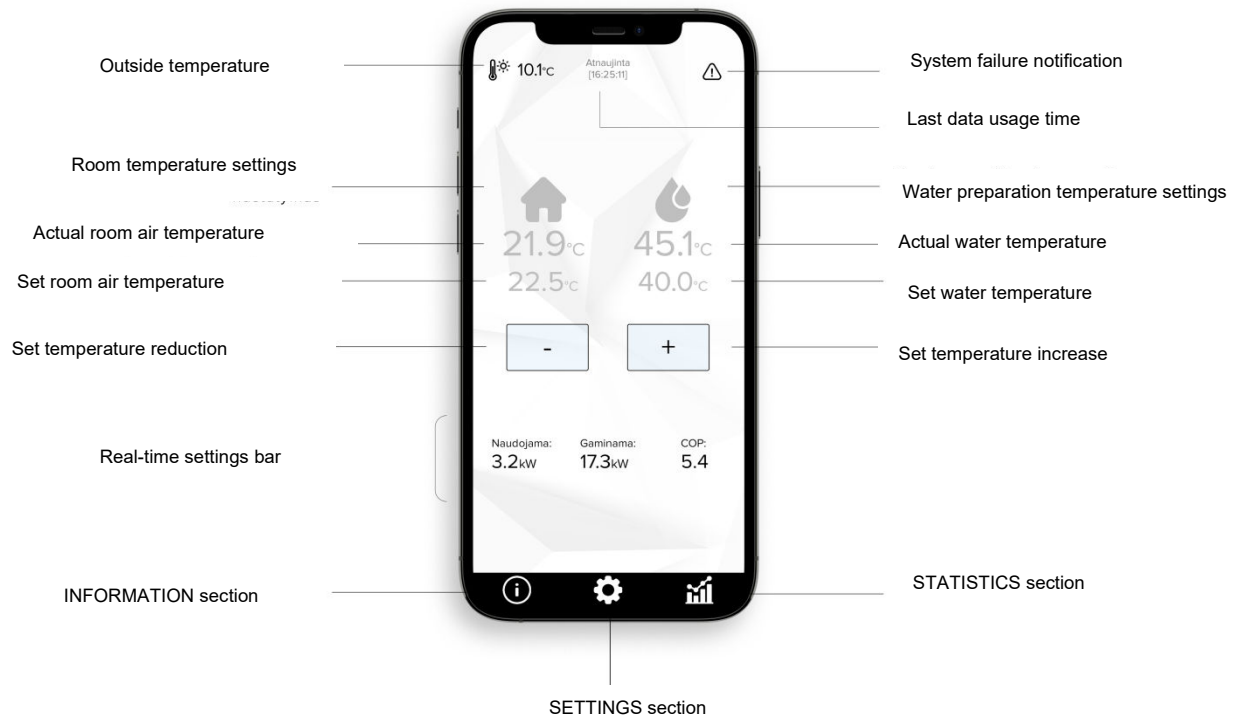 Outside temperature
10.1°C
Atnaujinta
[16:25:11]
System failure notification
Last data usage time
Room temperature settings
Water preparation temperature settings
Actual room air temperature
21.9°C
45.1°C
Actual water temperature
Set room air temperature
22.5°C
40.0°C
Set water temperature
Set temperature reduction
-
+
Set temperature increase
Real-time settings bar
Naudojama:
3.2kW
Gaminama:
17.3kW
COP:
5.4
INFORMATION section
STATISTICS section
SETTINGS section